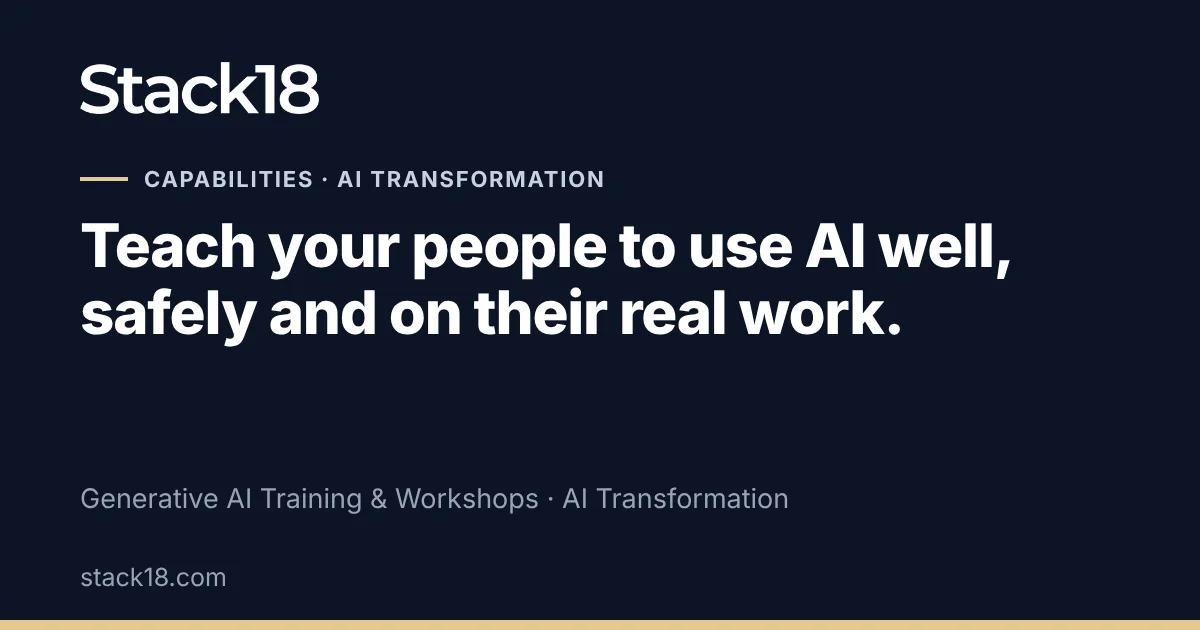 Stack18
CAPABILITIES · AI TRANSFORMATION
Teach your people to use AI well,
safely and on their real work.
Generative AI Training & Workshops · AI Transformation
stack18.com